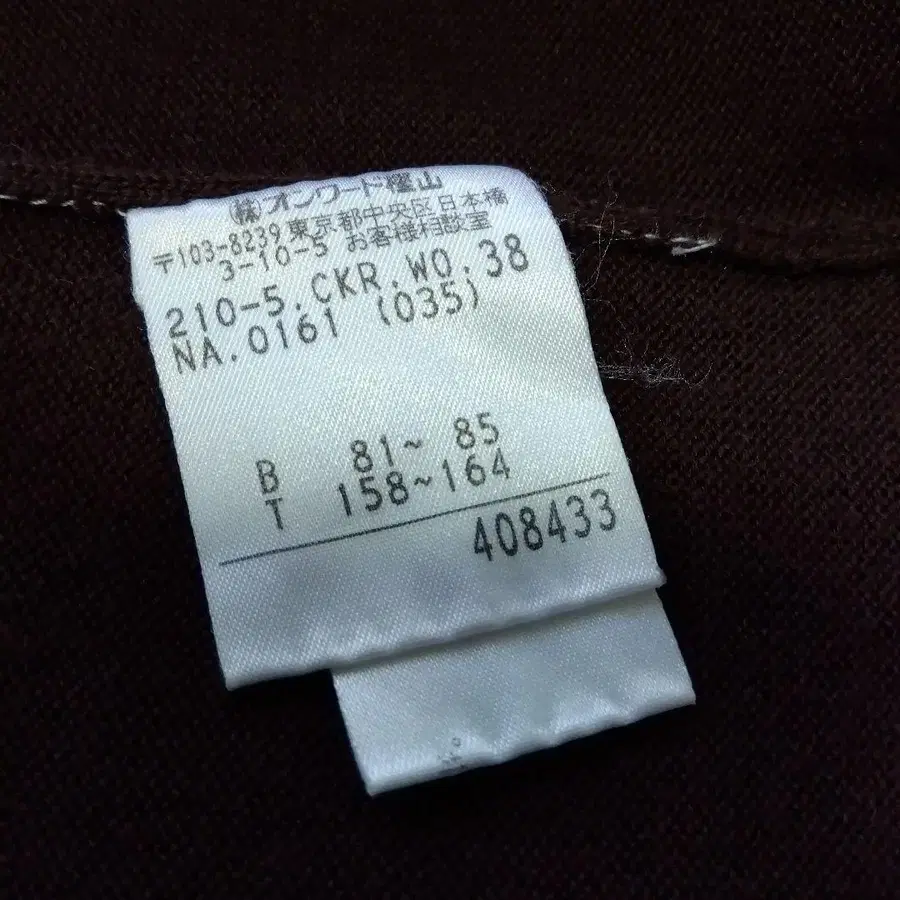 ㈱オンワード樫山
〒103-8239 東京都中央区日本橋
3-10-5 お客様相談室
210-5.CKR.WO.38
NA.0161 (035)
B 81~ 85
T 158~164
408433